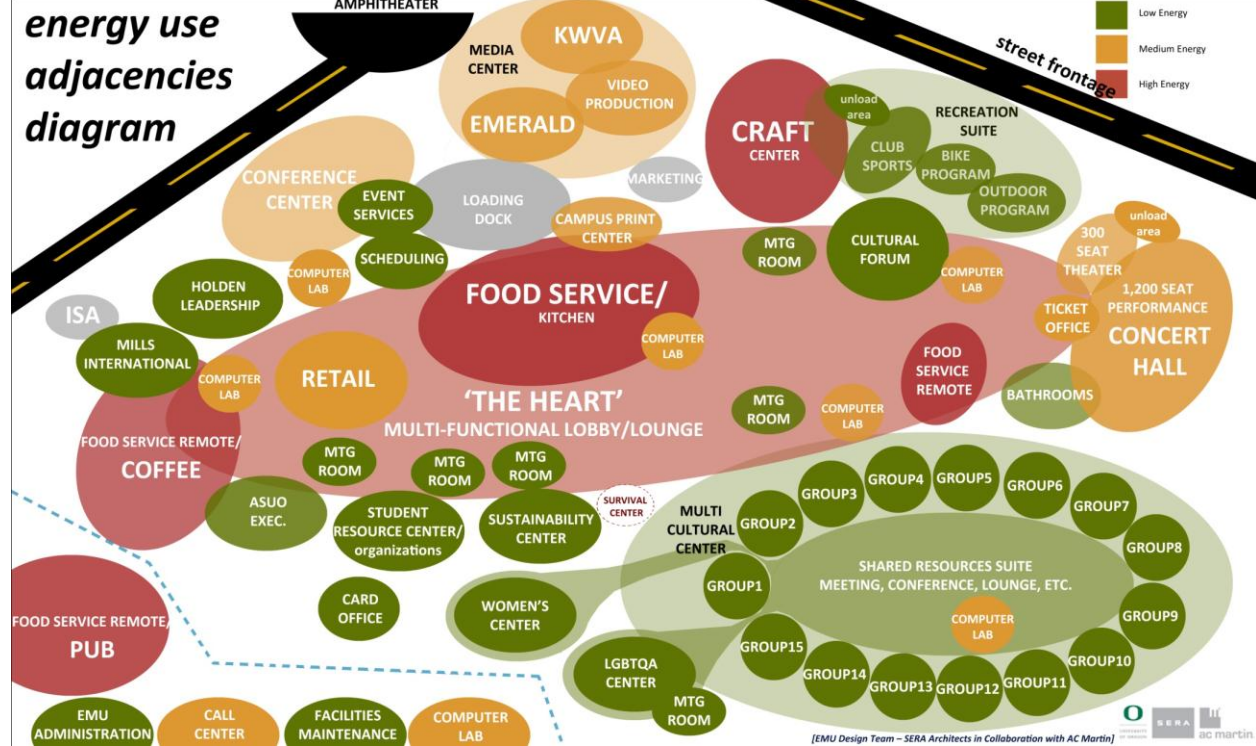 energy use
adjacencies
diagram
AMPHITHEATER
MEDIA
CENTER
KWVA
VIDEO
PRODUCTION
EMERALD
street frontage
Low Energy
Medium Energy
High Energy
CRAFT
CENTER
unload
area
RECREATION
SUITE
CLUB
SPORTS
BIKE
PROGRAM
OUTDOOR
PROGRAM
CONFERENCE
CENTER
EVENT
SERVICES
LOADING
DOCK
MARKETING
CAMPUS PRINT
CENTER
SCHEDULING
MTG
ROOM
CULTURAL
FORUM
COMPUTER
LAB
300
SEAT
THEATER
unload
area
HOLDEN
LEADERSHIP
COMPUTER
LAB
FOOD SERVICE/
KITCHEN
COMPUTER
LAB
TICKET
OFFICE
1,200 SEAT
PERFORMANCE
CONCERT
HALL
ISA
MILLS
INTERNATIONAL
COMPUTER
LAB
RETAIL
FOOD
SERVICE
REMOTE
BATHROOMS
'THE HEART'
MULTI-FUNCTIONAL LOBBY/LOUNGE
MTG
ROOM
COMPUTER
LAB
FOOD SERVICE REMOTE/
COFFEE
MTG
ROOM
MTG
ROOM
MTG
ROOM
ASUO
EXEC.
STUDENT
RESOURCE CENTER/
organizations
SUSTAINABILITY
CENTER
SURVIVAL
CENTER
MULTI
CULTURAL
CENTER
GROUP1
GROUP2
GROUP3
GROUP4
GROUP5
GROUP6
GROUP7
GROUP8
GROUP9
GROUP10
GROUP11
GROUP12
GROUP13
GROUP14
GROUP15
SHARED RESOURCES SUITE
MEETING, CONFERENCE, LOUNGE, ETC.
COMPUTER
LAB
CARD
OFFICE
WOMEN'S
CENTER
LGBTQA
CENTER
MTG
ROOM
FOOD SERVICE REMOTE/
PUB
EMU
ADMINISTRATION
CALL
CENTER
FACILITIES
MAINTENANCE
COMPUTER
LAB
[EMU Design Team – SERA Architects in Collaboration with AC Martin]
O
UNIVERSITY
OF OREGON
SERA
ac martin